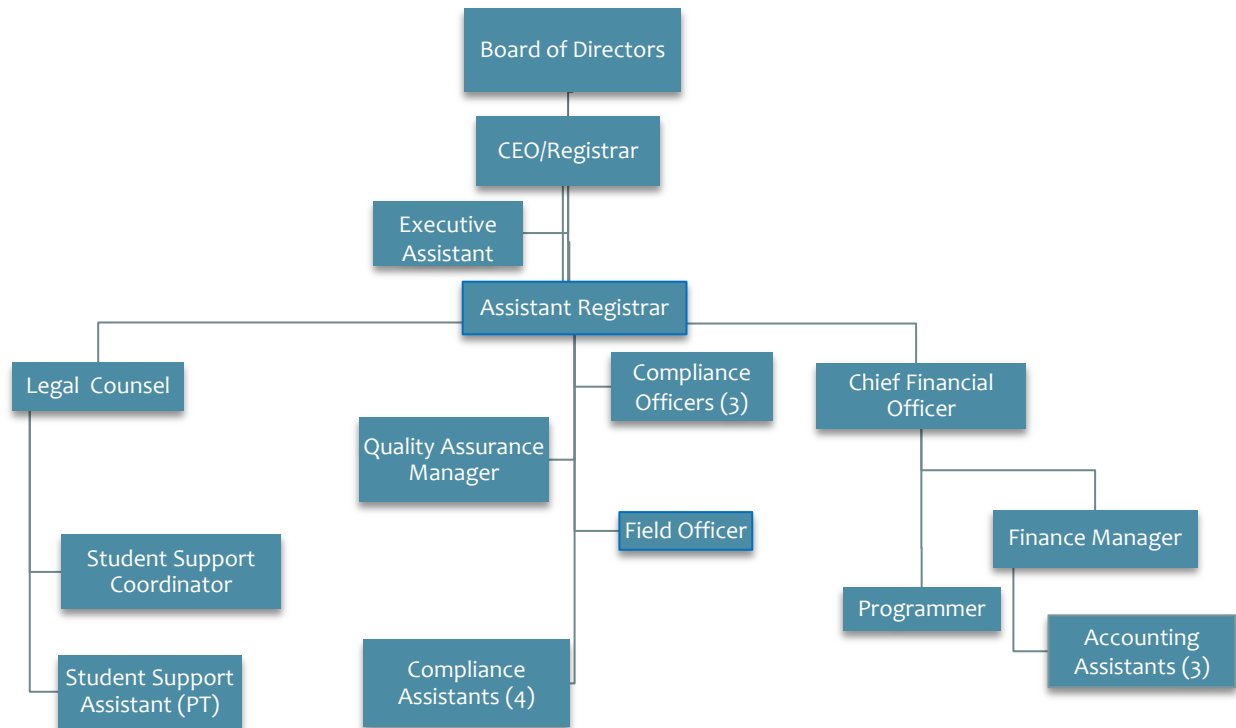 Board of Directors
CEO/Registrar
Executive
Assistant
Assistant Registrar
Legal Counsel
Compliance
Officers (3)
Chief Financial
Officer
Quality Assurance
Manager
Field Officer
Finance Manager
Student Support
Coordinator
Programmer
Accounting
Assistants (3)
Student Support
Assistant (PT)
Compliance
Assistants (4)